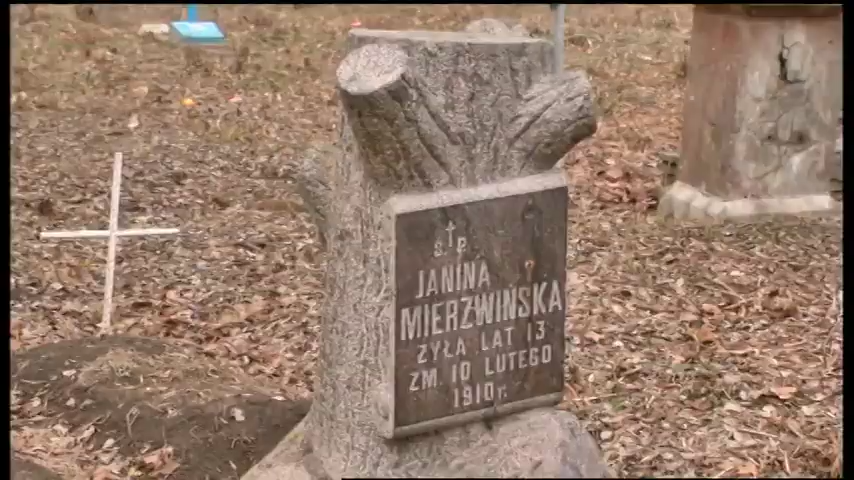 Ś. P.
JANINA
MIERZWIŃSKA
ŻYŁA LAT 13
ZM. 10 LUTEGO
1910 R.